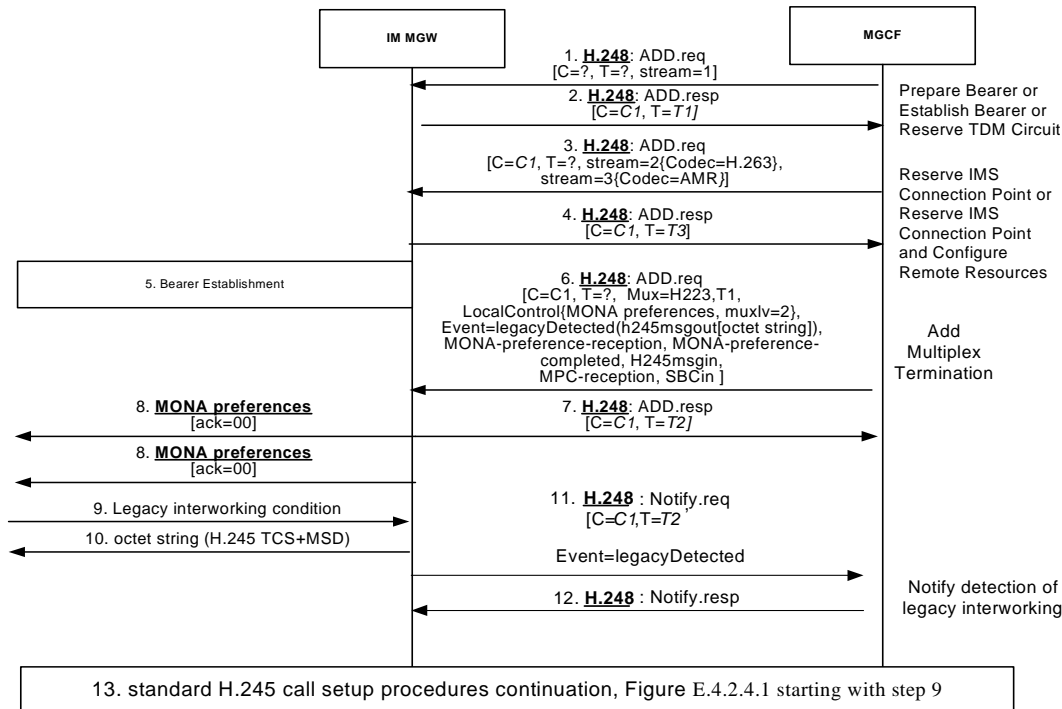 IM MGW
MGCF
1. H.248: ADD.req
[C=?, T=?, stream=1]
Prepare Bearer or
Establish Bearer or
Reserve TDM Circuit
2. H.248: ADD.resp
[C=C1, T=T1]
3. H.248: ADD.req
[C=C1, T=?, stream=2{Codec=H.263},
stream=3{Codec=AMR}]
Reserve IMS
Connection Point or
Reserve IMS
Connection Point
and Configure
Remote Resources
4. H.248: ADD.resp
[C=C1, T=T3]
5. Bearer Establishment
6. H.248: ADD.req
[C=C1, T=?, Mux=H223,T1,
LocalControl{MONA preferences, muxlv=2},
Event=legacyDetected(h245msgout[octet string]),
MONA-preference-reception, MONA-preference-
completed, H245msgin,
MPC-reception, SBCin ]
Add
Multiplex
Termination
8. MONA preferences
[ack=00]
7. H.248: ADD.resp
[C=C1, T=T2]
8. MONA preferences
[ack=00]
9. Legacy interworking condition
10. octet string (H.245 TCS+MSD)
11. H.248 : Notify.req
[C=C1,T=T2 ,
Event=legacyDetected
12. H.248 : Notify.resp
Notify detection of
legacy interworking
13. standard H.245 call setup procedures continuation, Figure E.4.2.4.1 starting with step 9